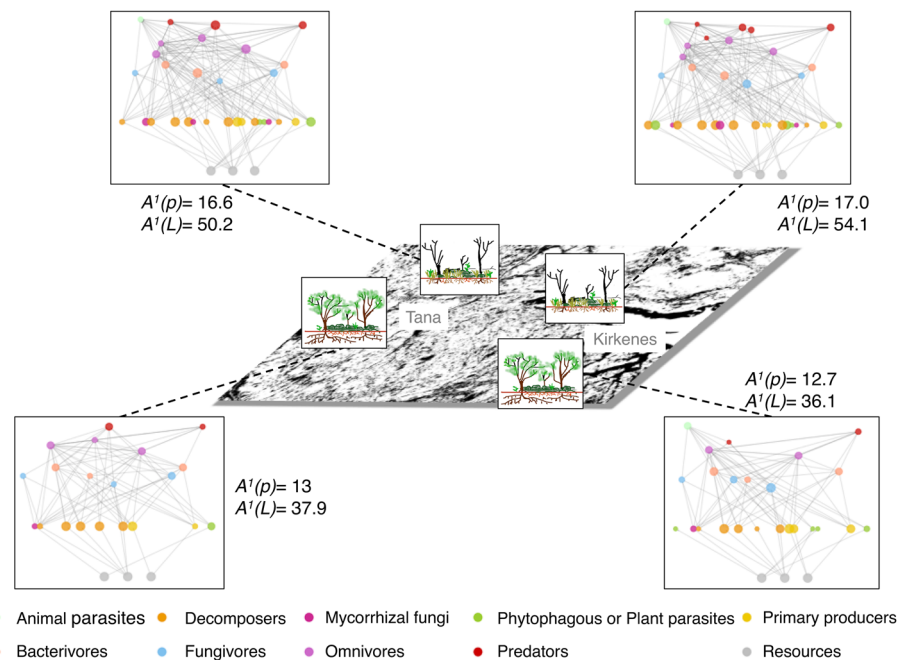 A¹(p)= 16.6
A¹(L)= 50.2
A¹(p)= 17.0
A¹(L)= 54.1
Tana
Kirkenes
A¹(p)= 12.7
A¹(L)= 36.1
A¹(p)= 13
A¹(L)= 37.9
Animal parasites Decomposers Mycorrhizal fungi Phytophagous or Plant parasites Primary producers
Bacterivores Fungivores Omnivores Predators Resources